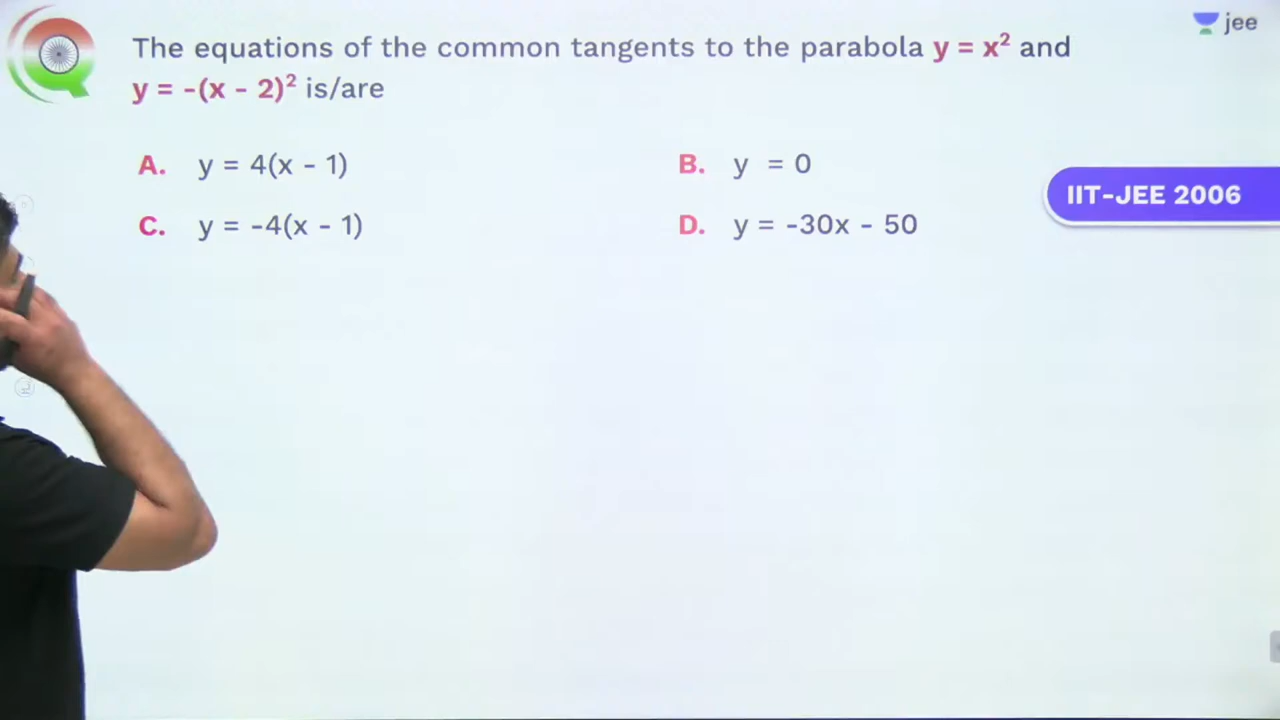 jee
The equations of the common tangents to the parabola y = x² and
y = -(x - 2)² is/are
A. y = 4(x - 1)
B. y = 0
IIT-JEE 2006
C. y = -4(x - 1)
D. y = -30x - 50